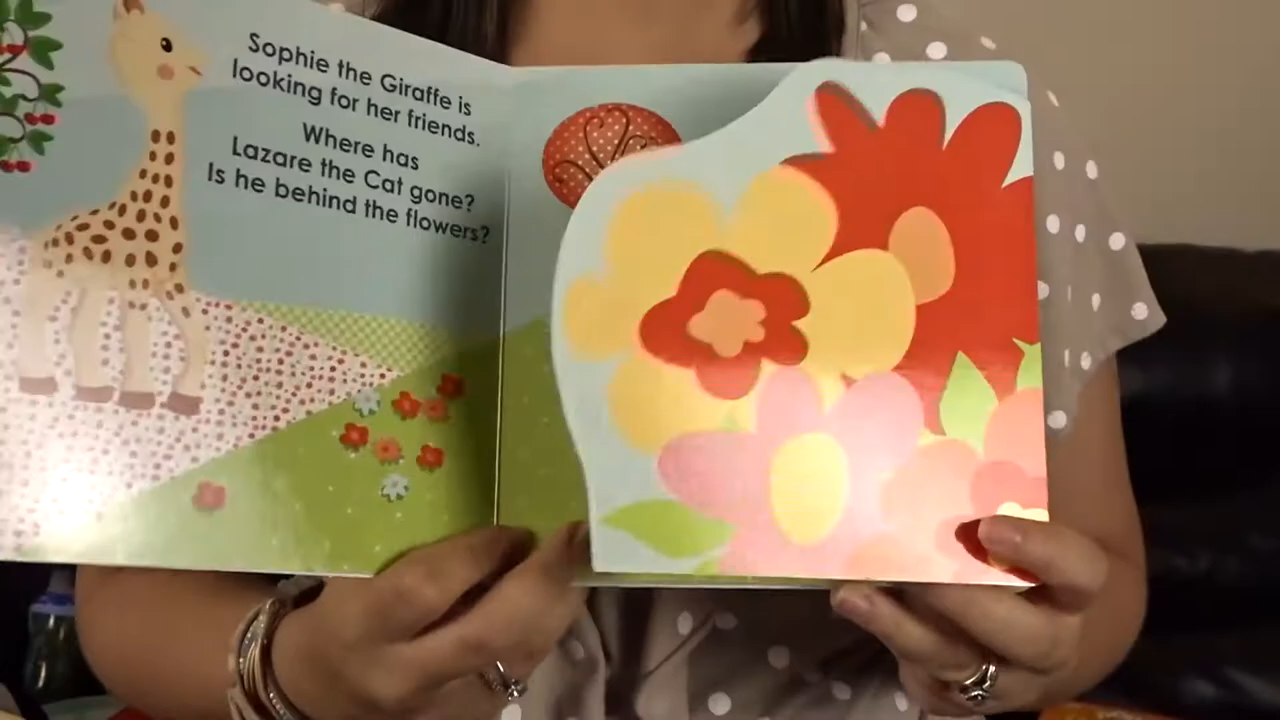 Sophie the Giraffe is
looking for her friends.
Where has
Lazare the Cat gone?
Is he behind the flowers?